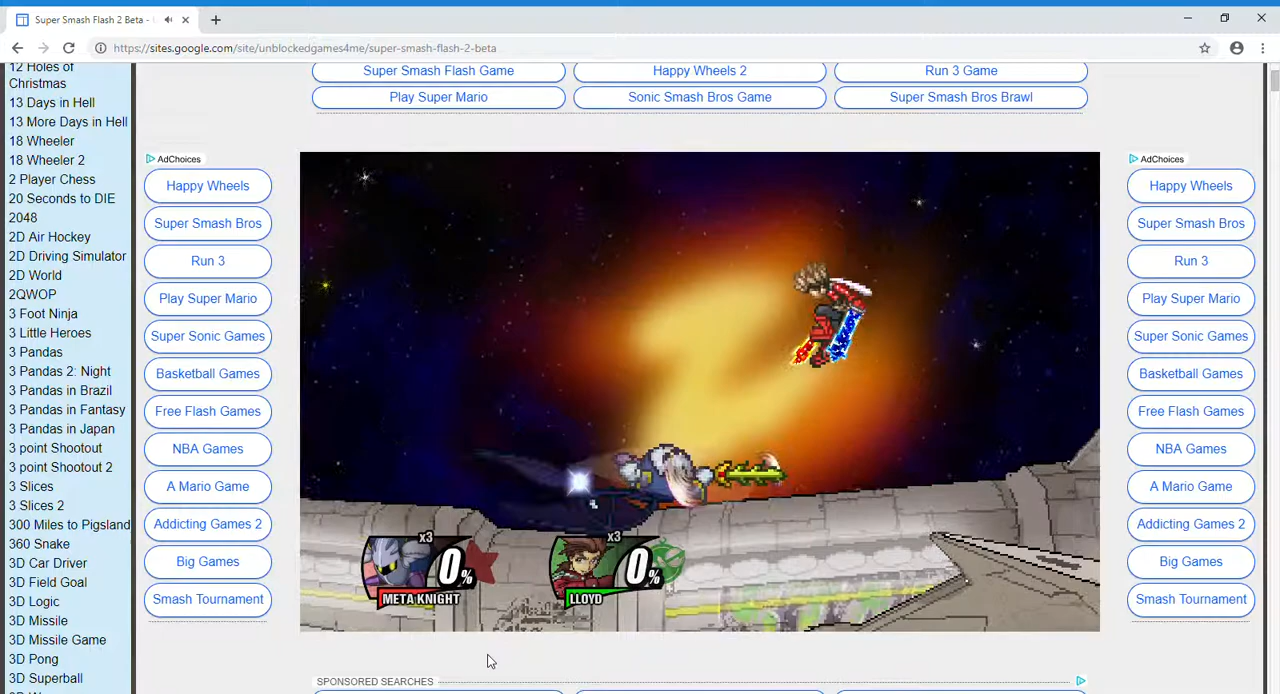 Super Smash Flash 2 Beta -
https://sites.google.com/site/unblockedgames4me/super-smash-flash-2-beta
12 Holes of
Christmas
13 Days in Hell
13 More Days in Hell
18 Wheeler
18 Wheeler 2
2 Player Chess
20 Seconds to DIE
2048
2D Air Hockey
2D Driving Simulator
2D World
2QWOP
3 Foot Ninja
3 Little Heroes
3 Pandas
3 Pandas 2: Night
3 Pandas in Brazil
3 Pandas in Fantasy
3 Pandas in Japan
3 point Shootout
3 point Shootout 2
3 Slices
3 Slices 2
300 Miles to Pigsland
360 Snake
3D Car Driver
3D Field Goal
3D Logic
3D Missile
3D Missile Game
3D Pong
3D Superball
Super Smash Flash Game
Happy Wheels 2
Run 3 Game
Play Super Mario
Sonic Smash Bros Game
Super Smash Bros Brawl
AdChoices
Happy Wheels
Super Smash Bros
Run 3
Play Super Mario
Super Sonic Games
Basketball Games
Free Flash Games
NBA Games
A Mario Game
Addicting Games 2
Big Games
Smash Tournament
x3
0%
META KNIGHT
x3
0%
LLOYD
AdChoices
Happy Wheels
Super Smash Bros
Run 3
Play Super Mario
Super Sonic Games
Basketball Games
Free Flash Games
NBA Games
A Mario Game
Addicting Games 2
Big Games
Smash Tournament
SPONSORED SEARCHES